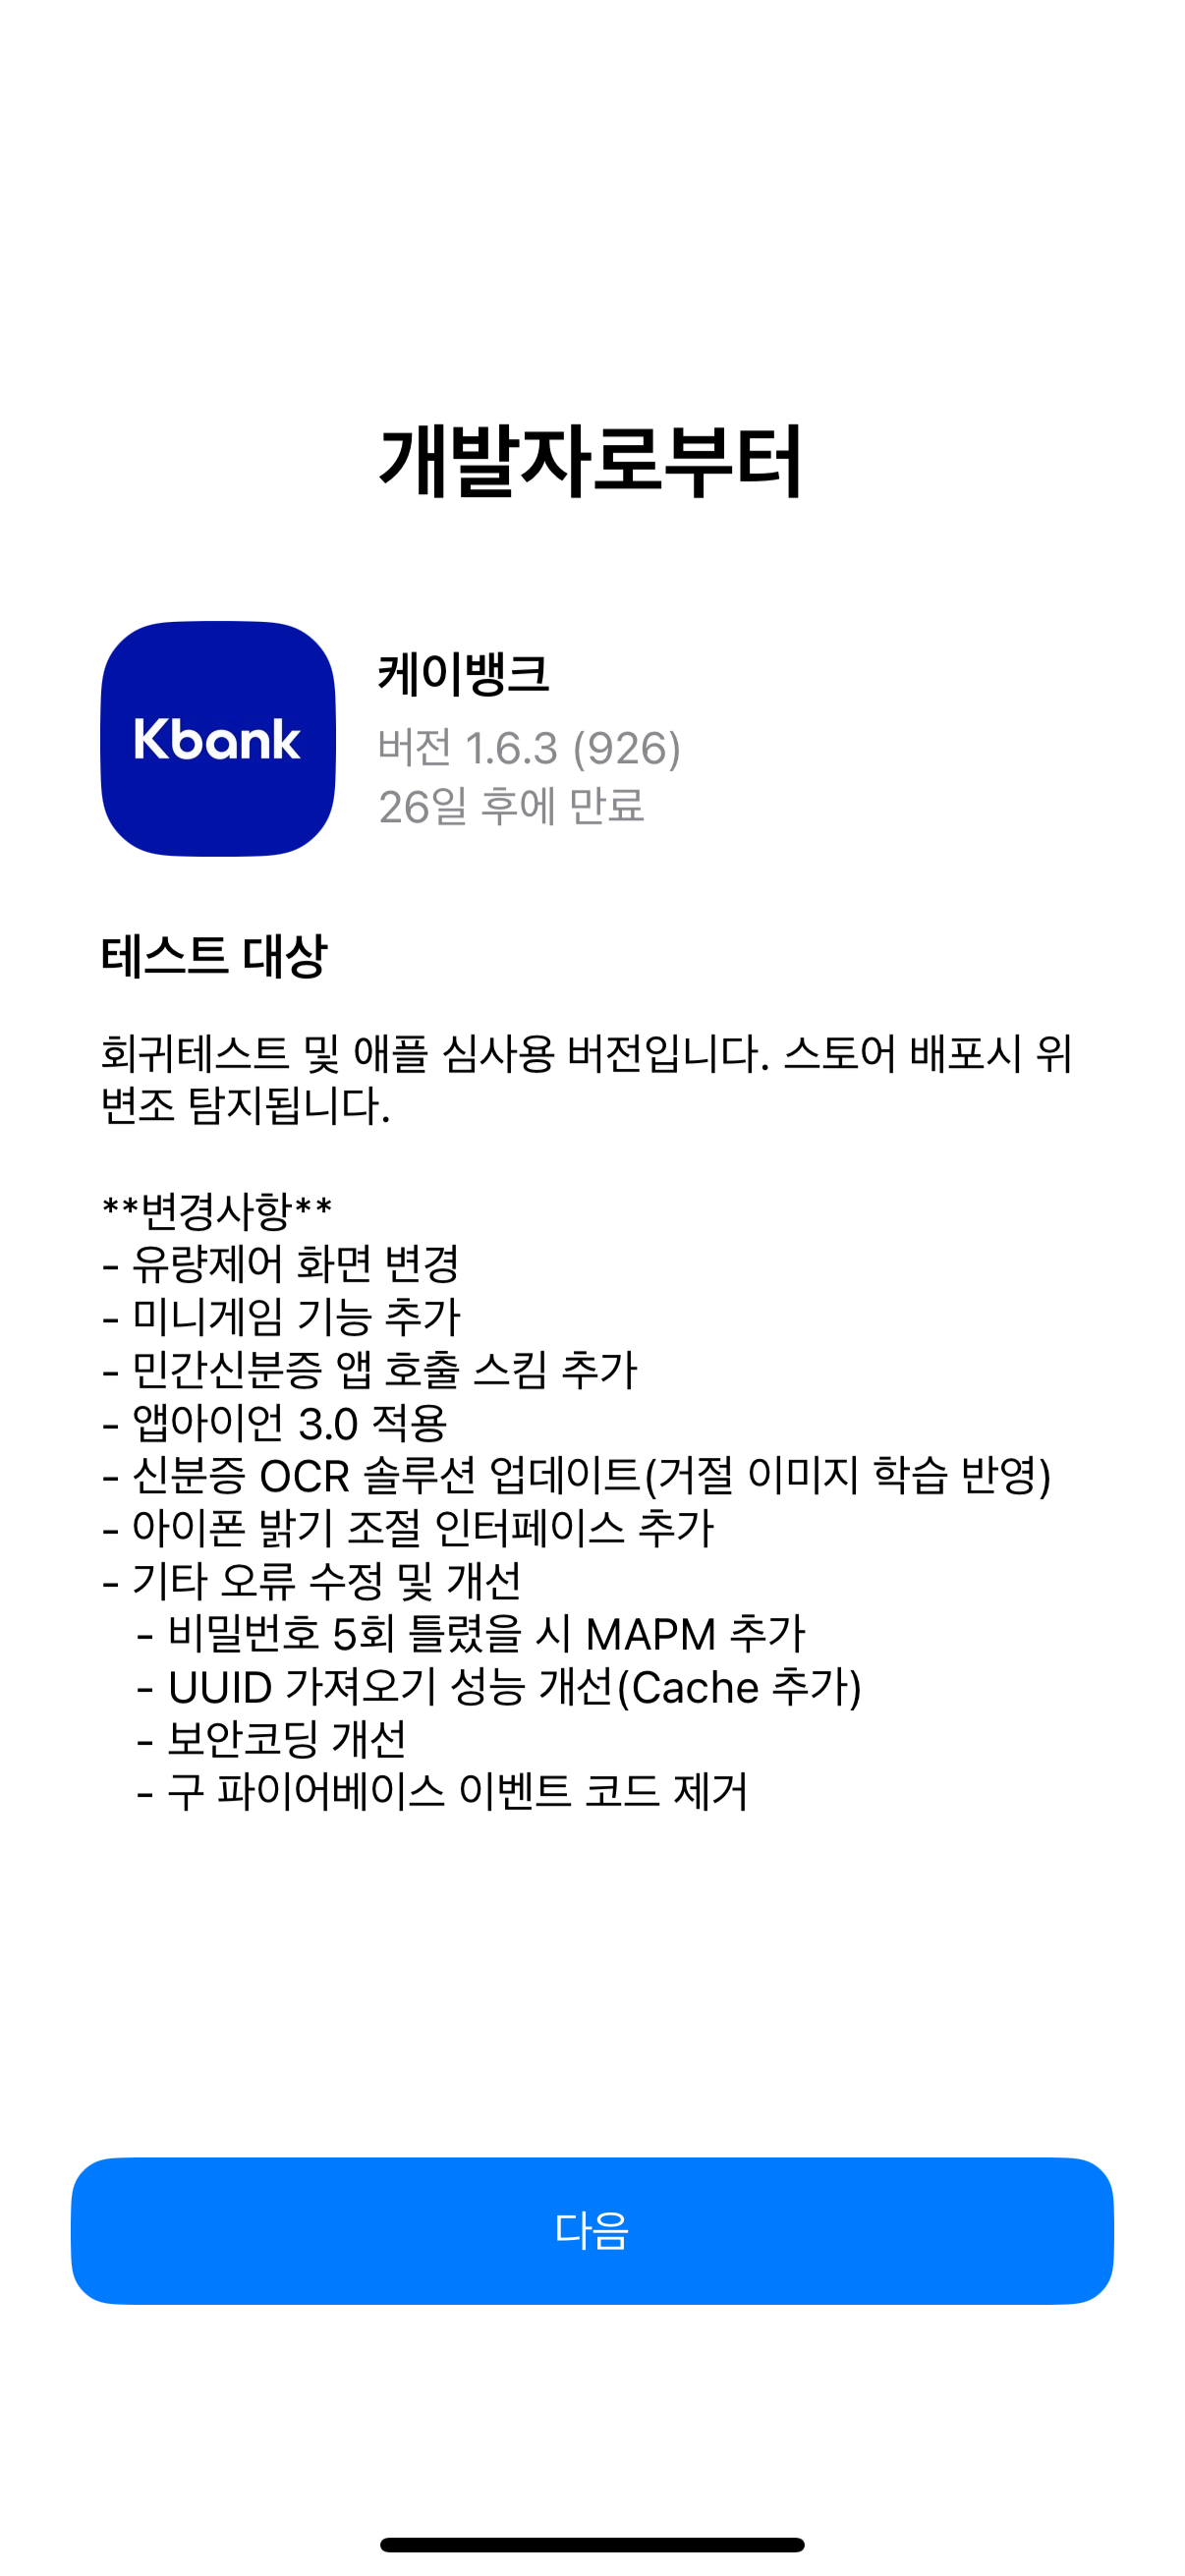 개발자로부터
Kbank
케이뱅크
버전 1.6.3 (926)
26일 후에 만료
테스트 대상
회귀테스트 및 애플 심사용 버전입니다. 스토어 배포시 위
변조 탐지됩니다.
**변경사항**
- 유량제어 화면 변경
- 미니게임 기능 추가
- 민간신분증 앱 호출 스킴 추가
- 앱아이언 3.0 적용
- 신분증 OCR 솔루션 업데이트(거절 이미지 학습 반영)
- 아이폰 밝기 조절 인터페이스 추가
- 기타 오류 수정 및 개선
- 비밀번호 5회 틀렸을 시 MAPM 추가
- UUID 가져오기 성능 개선(Cache 추가)
- 보안코딩 개선
- 구 파이어베이스 이벤트 코드 제거
다음